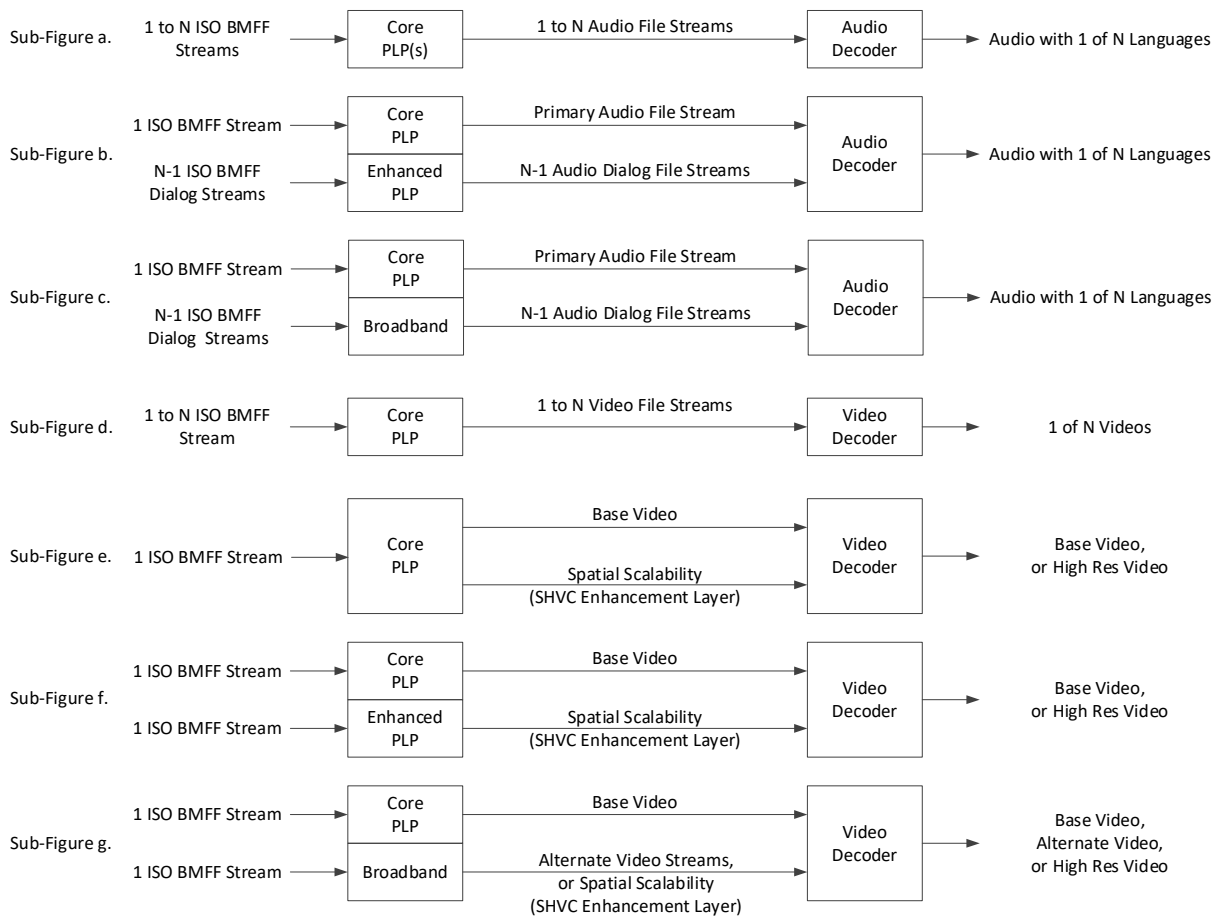 Sub-Figure a.
1 to N ISO BMFF
Streams
Core
PLP(s)
1 to N Audio File Streams
Audio
Decoder
Audio with 1 of N Languages
Sub-Figure b.
1 ISO BMFF Stream
N-1 ISO BMFF
Dialog Streams
Core
PLP
Enhanced
PLP
Primary Audio File Stream
N-1 Audio Dialog File Streams
Audio
Decoder
Audio with 1 of N Languages
Sub-Figure c.
1 ISO BMFF Stream
N-1 ISO BMFF
Dialog Streams
Core
PLP
Broadband
Primary Audio File Stream
N-1 Audio Dialog File Streams
Audio
Decoder
Audio with 1 of N Languages
Sub-Figure d.
1 to N ISO BMFF
Stream
Core
PLP
1 to N Video File Streams
Video
Decoder
1 of N Videos
Sub-Figure e.
1 ISO BMFF Stream
Core
PLP
Base Video
Spatial Scalability
(SHVC Enhancement Layer)
Video
Decoder
Base Video,
or High Res Video
Sub-Figure f.
1 ISO BMFF Stream
1 ISO BMFF Stream
Core
PLP
Enhanced
PLP
Base Video
Spatial Scalability
(SHVC Enhancement Layer)
Video
Decoder
Base Video,
or High Res Video
Sub-Figure g.
1 ISO BMFF Stream
1 ISO BMFF Stream
Core
PLP
Broadband
Base Video
Alternate Video Streams,
or Spatial Scalability
(SHVC Enhancement Layer)
Video
Decoder
Base Video,
Alternate Video,
or High Res Video